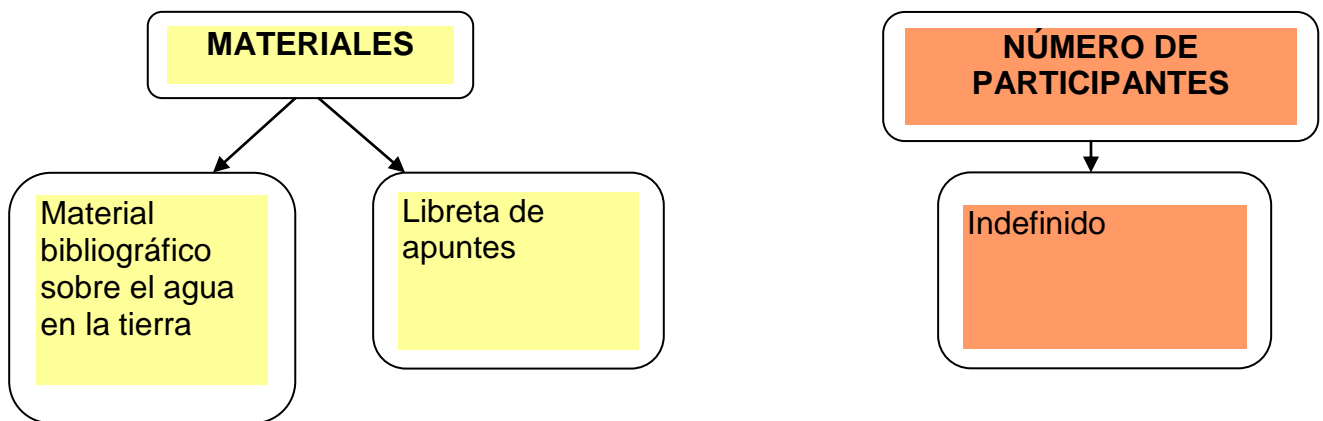 MATERIALES
Material
bibliográfico
sobre el agua
en la tierra
Libreta de
apuntes
NÚMERO DE
PARTICIPANTES
Indefinido